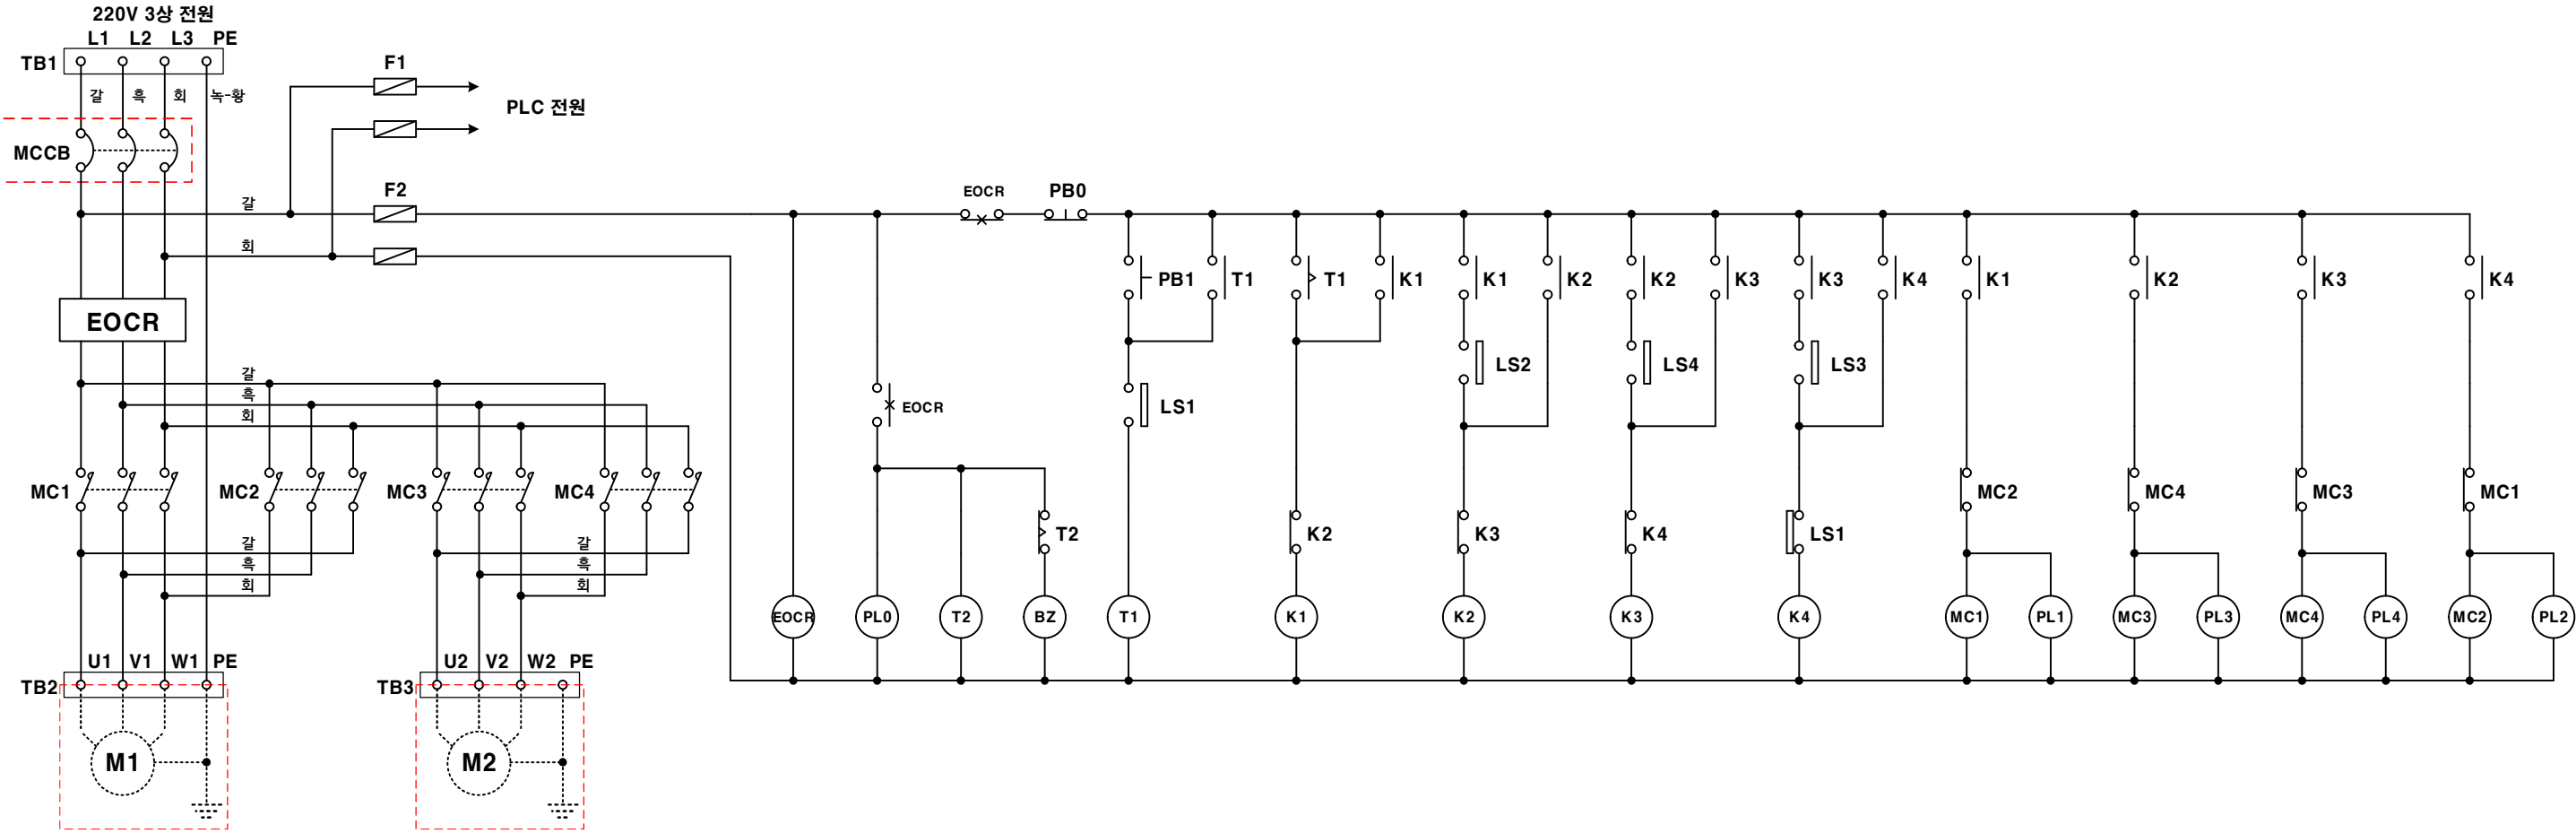 220V 3상 전원
L1 L2 L3 PE
TB1
갈 흑 회 녹-황
F1
PLC 전원
MCCB
F2
갈
회
EOCR PB0
PB1 T1 T1 K1 K1 K2 K2 K3 K3 K4 K1 K2 K3 K4
EOCR
LS2 LS4 LS3
갈
흑
회
EOCR LS1
MC1 MC2 MC3 MC4
MC2 MC4 MC3 MC1
T2 K2 K3 K4 LS1
갈 갈
흑 흑
회 회
EOCR PL0 T2 BZ T1 K1 K2 K3 K4 MC1 PL1 MC3 PL3 MC4 PL4 MC2 PL2
U1 V1 W1 PE
TB2
U2 V2 W2 PE
TB3
M1 M2